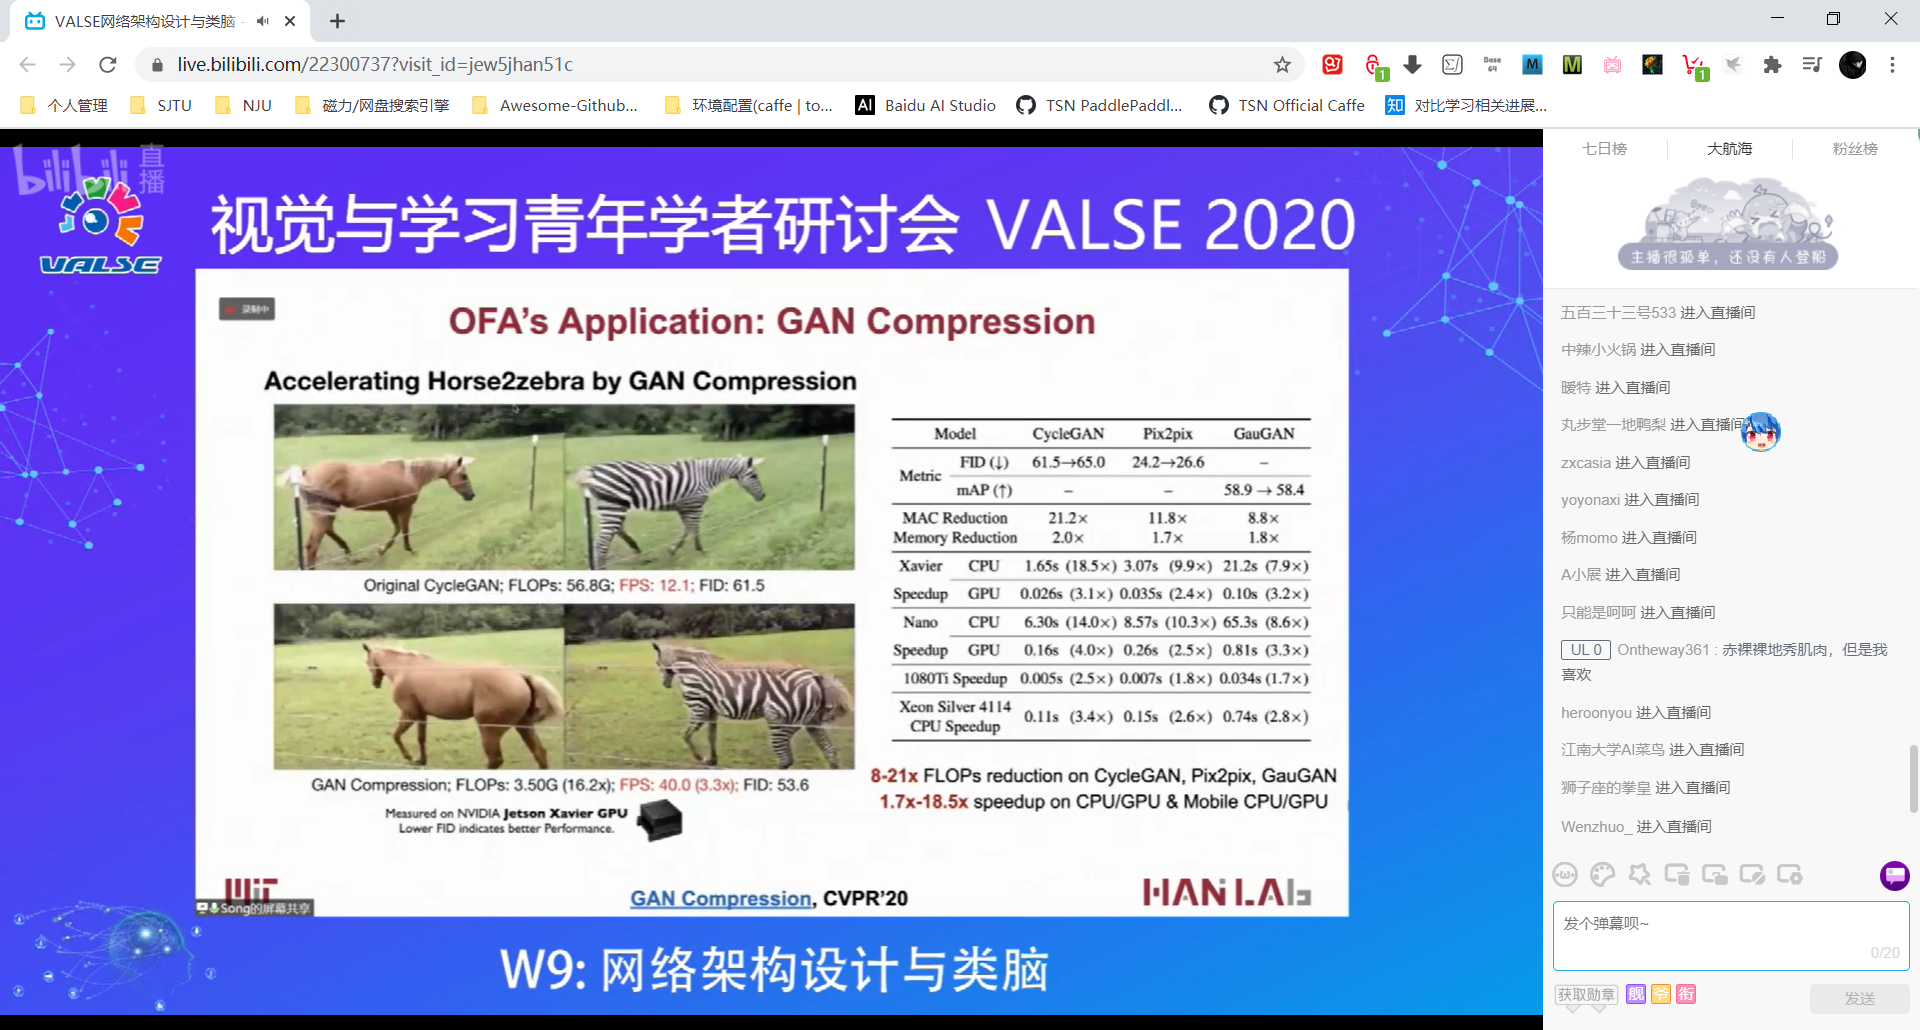 VALSE网络架构设计与类脑
live.bilibili.com/22300737?visit_id=jew5jhan51c
1
Base 64
M
M
1
个人管理
SJTU
NJU
磁力/网盘搜索引擎
Awesome-Github...
环境配置(caffe | to...
AI Baidu AI Studio
TSN PaddlePaddl...
TSN Official Caffe
知 对比学习相关进展...
bilibili 直播
VALSE
视觉与学习青年学者研讨会 VALSE 2020
录制中
OFA's Application: GAN Compression
Accelerating Horse2zebra by GAN Compression
Original CycleGAN; FLOPs: 56.8G; FPS: 12.1; FID: 61.5
GAN Compression; FLOPs: 3.50G (16.2x); FPS: 40.0 (3.3x); FID: 53.6
Measured on NVIDIA Jetson Xavier GPU
Lower FID indicates better Performance.
Model CycleGAN Pix2pix GauGAN
Metric FID (↓) 61.5→65.0 24.2→26.6 –
mAP (↑) – – 58.9 → 58.4
MAC Reduction 21.2× 11.8× 8.8×
Memory Reduction 2.0× 1.7× 1.8×
Xavier CPU 1.65s (18.5×) 3.07s (9.9×) 21.2s (7.9×)
Speedup GPU 0.026s (3.1×) 0.035s (2.4×) 0.10s (3.2×)
Nano CPU 6.30s (14.0×) 8.57s (10.3×) 65.3s (8.6×)
Speedup GPU 0.16s (4.0×) 0.26s (2.5×) 0.81s (3.3×)
1080Ti Speedup 0.005s (2.5×) 0.007s (1.8×) 0.034s (1.7×)
Xeon Silver 4114
CPU Speedup 0.11s (3.4×) 0.15s (2.6×) 0.74s (2.8×)
8-21x FLOPs reduction on CycleGAN, Pix2pix, GauGAN
1.7x-18.5x speedup on CPU/GPU & Mobile CPU/GPU
MIT
Song的屏幕共享
GAN Compression, CVPR'20
HAN LAb
W9: 网络架构设计与类脑
七日榜
大航海
粉丝榜
Byeo
主播很孤单，还没有人登船
五百三十三号533 进入直播间
中辣小火锅 进入直播间
暧特 进入直播间
丸步堂一地鸭梨 进入直播间
zxcasia 进入直播间
yoyonaxi 进入直播间
杨momo 进入直播间
A小展 进入直播间
只能是呵呵 进入直播间
UL 0 Ontheway361 : 赤裸裸地秀肌肉，但是我
喜欢
heroonyou 进入直播间
江南大学AI菜鸟 进入直播间
狮子座的拳皇 进入直播间
Wenzhuo_ 进入直播间
发个弹幕呗~
0/20
获取勋章
舰
爷
衔
发送